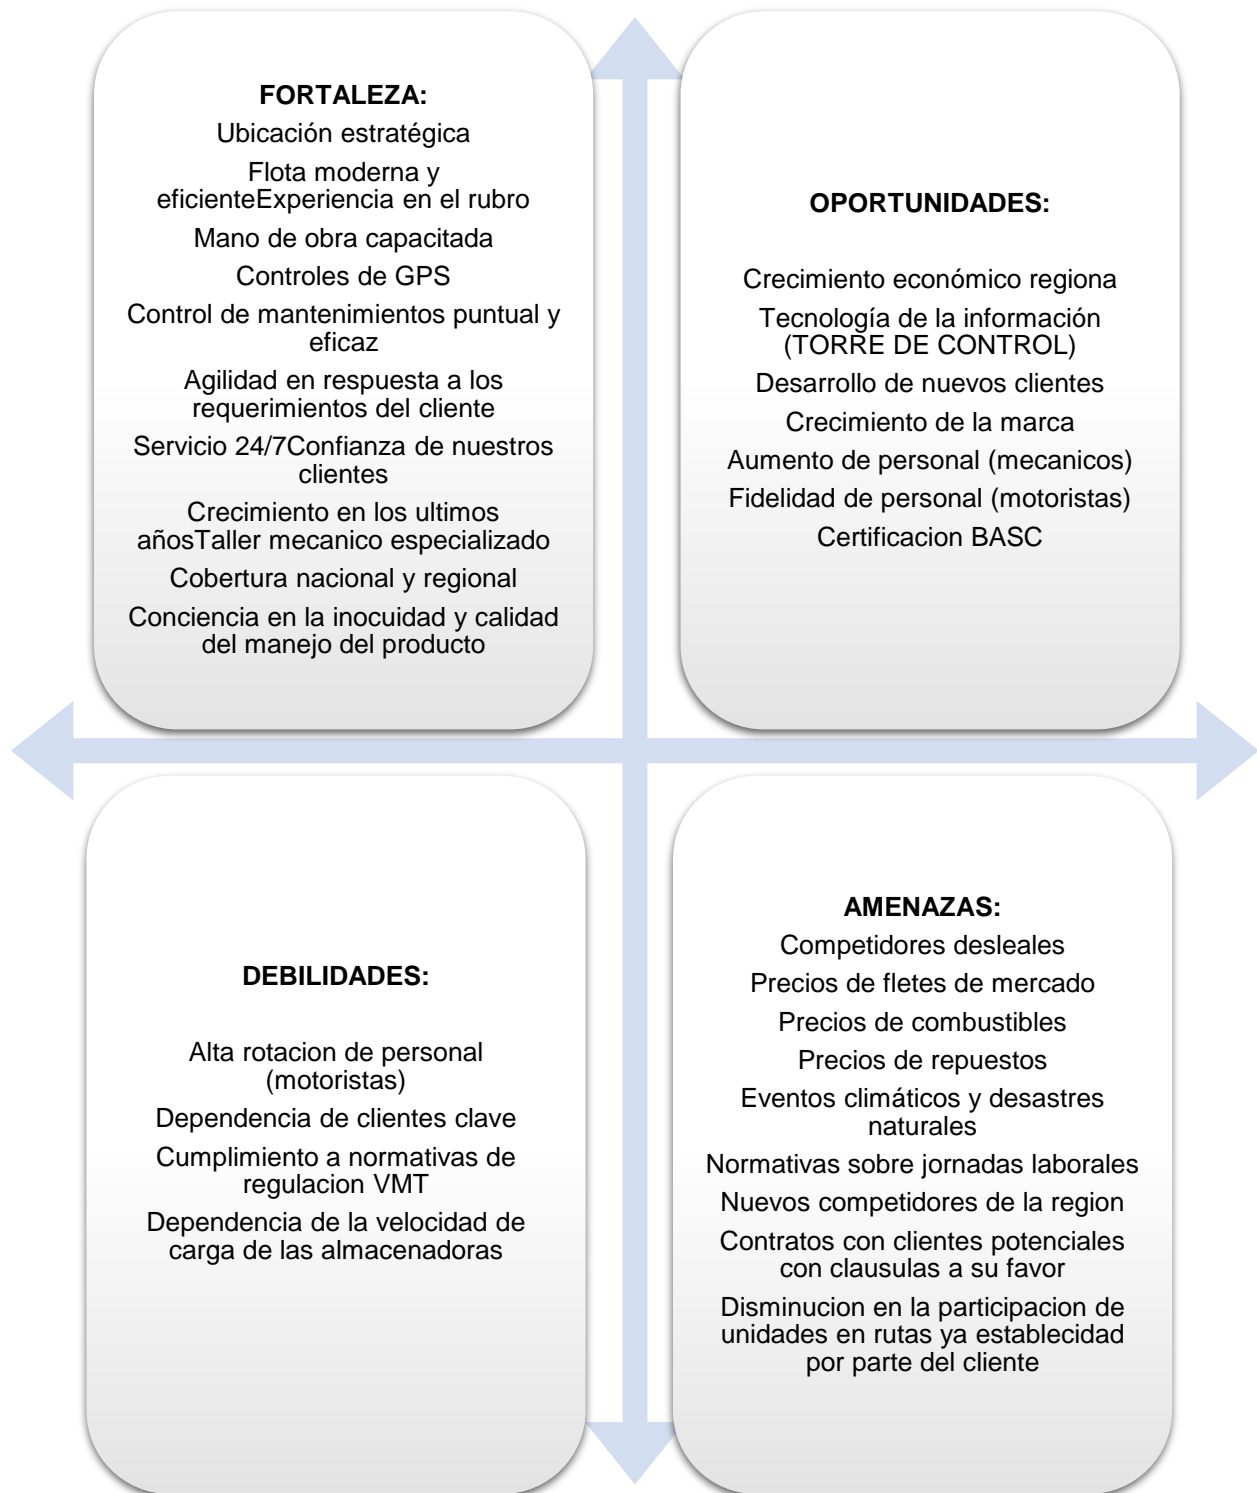 FORTALEZA:
Ubicación estratégica
Flota moderna y
eficienteExperiencia en el rubro
Mano de obra capacitada
Controles de GPS
Control de mantenimientos puntual y
eficaz
Agilidad en respuesta a los
requerimientos del cliente
Servicio 24/7Confianza de nuestros
clientes
Crecimiento en los ultimos
añosTaller mecanico especializado
Cobertura nacional y regional
Conciencia en la inocuidad y calidad
del manejo del producto
OPORTUNIDADES:
Crecimiento económico regiona
Tecnología de la información
(TORRE DE CONTROL)
Desarrollo de nuevos clientes
Crecimiento de la marca
Aumento de personal (mecanicos)
Fidelidad de personal (motoristas)
Certificacion BASC
DEBILIDADES:
Alta rotacion de personal
(motoristas)
Dependencia de clientes clave
Cumplimiento a normativas de
regulacion VMT
Dependencia de la velocidad de
carga de las almacenadoras
AMENAZAS:
Competidores desleales
Precios de fletes de mercado
Precios de combustibles
Precios de repuestos
Eventos climáticos y desastres
naturales
Normativas sobre jornadas laborales
Nuevos competidores de la region
Contratos con clientes potenciales
con clausulas a su favor
Disminucion en la participacion de
unidades en rutas ya establecidad
por parte del cliente